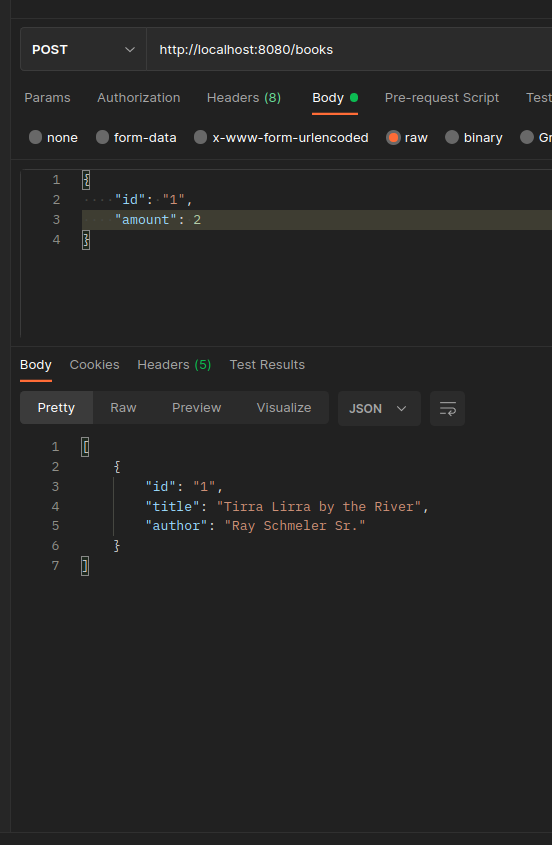 POST http://localhost:8080/books
Params Authorization Headers (8) Body Pre-request Script Test
none form-data x-www-form-urlencoded raw binary Gr
1 {
2 "id": "1",
3 "amount": 2
4 }
Body Cookies Headers (5) Test Results
Pretty Raw Preview Visualize JSON
1 [
2 {
3 "id": "1",
4 "title": "Tirra Lirra by the River",
5 "author": "Ray Schmeler Sr."
6 }
7 ]